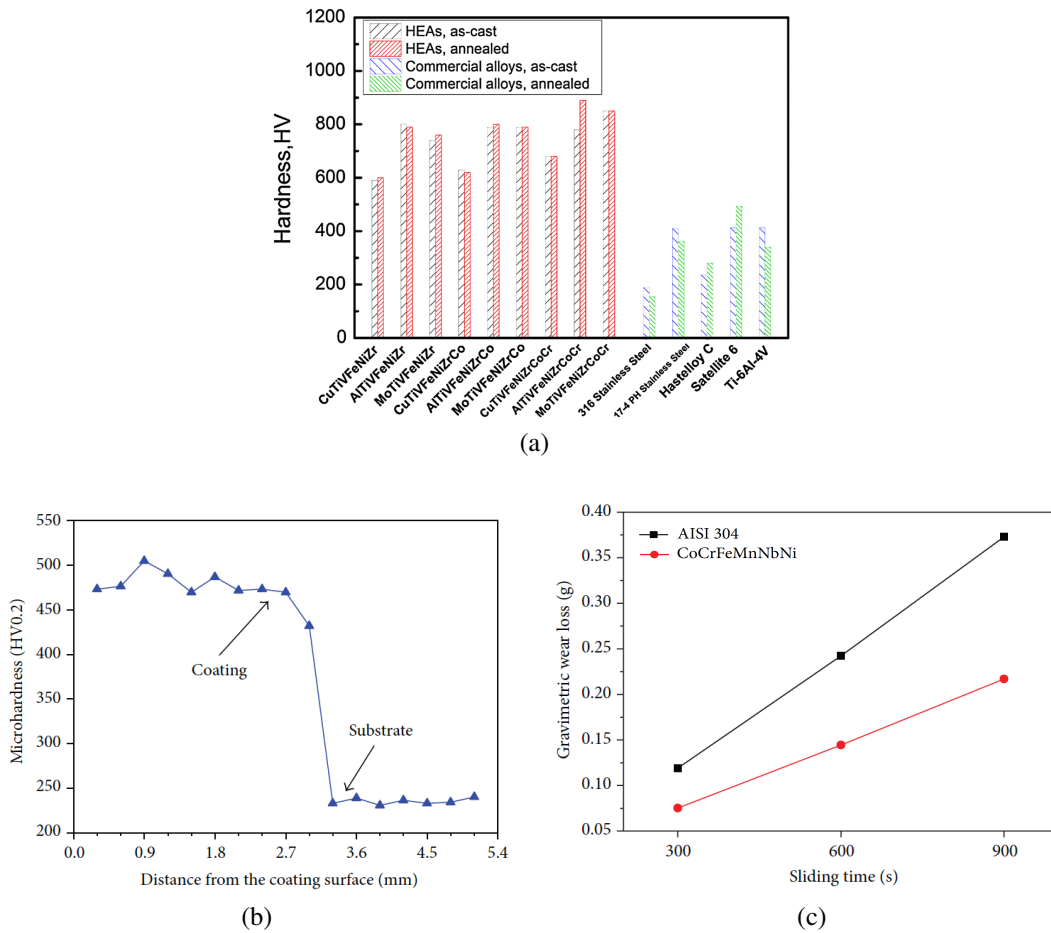 1200
1000
800
600
400
200
0
Hardness,HV
HEAs, as-cast
HEAs, annealed
Commercial alloys, as-cast
Commercial alloys, annealed
CuTiVFeNiZr
AlTiVFeNiZr
MoTiVFeNiZr
CuTiVFeNiZrCo
AlTiVFeNiZrCo
MoTiVFeNiZrCo
CuTiVFeNiZrCoCr
AlTiVFeNiZrCoCr
MoTiVFeNiZrCoCr
316 Stainless Steel
17-4 PH Stainless Steel
Hastelloy C
Satellite 6
Ti-6Al-4V
(a)
550
500
450
400
350
300
250
200
Microhardness (HV0.2)
Coating
Substrate
0.0 0.9 1.8 2.7 3.6 4.5 5.4
Distance from the coating surface (mm)
(b)
0.40
0.35
0.30
0.25
0.20
0.15
0.10
0.05
Gravimetric wear loss (g)
AISI 304
CoCrFeMnNbNi
300 600 900
Sliding time (s)
(c)